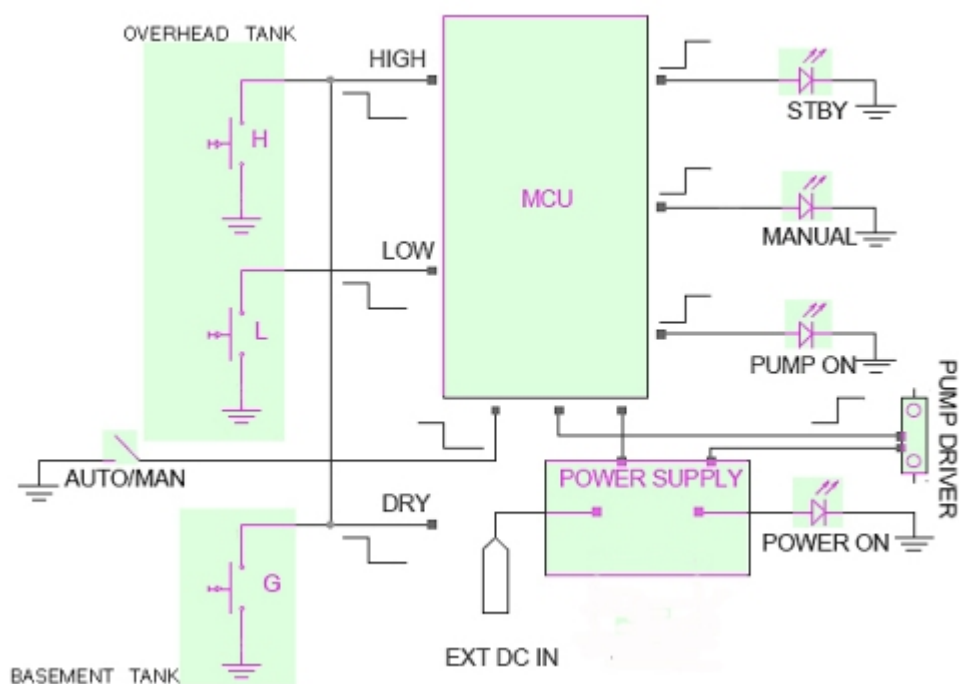 OVERHEAD TANK
HIGH
H
STBY
MCU
MANUAL
LOW
L
PUMP ON
PUMP DRIVER
AUTO/MAN
POWER SUPPLY
DRY
POWER ON
G
EXT DC IN
BASEMENT TANK